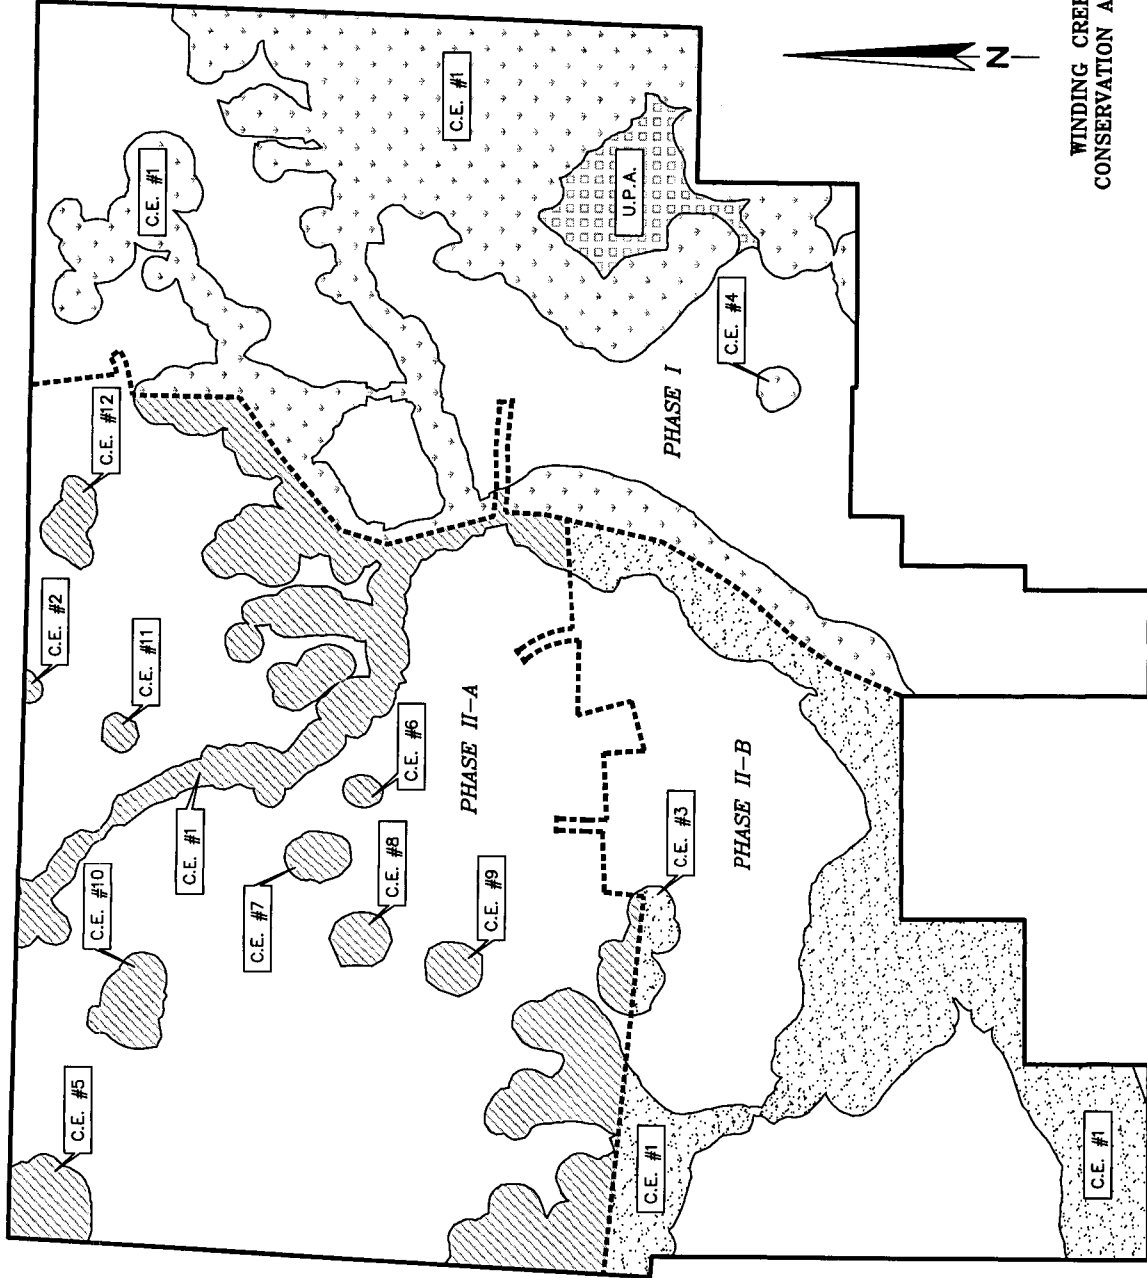 WINDING CREE
CONSERVATION A
N
C.E. #1
C.E. #1
U.P.A.
C.E. #4
PHASE I
C.E. #12
C.E. #2
C.E. #11
C.E. #6
PHASE II-A
C.E. #1
C.E. #10
C.E. #7
C.E. #8
C.E. #9
C.E. #3
PHASE II-B
C.E. #5
C.E. #1
C.E. #1